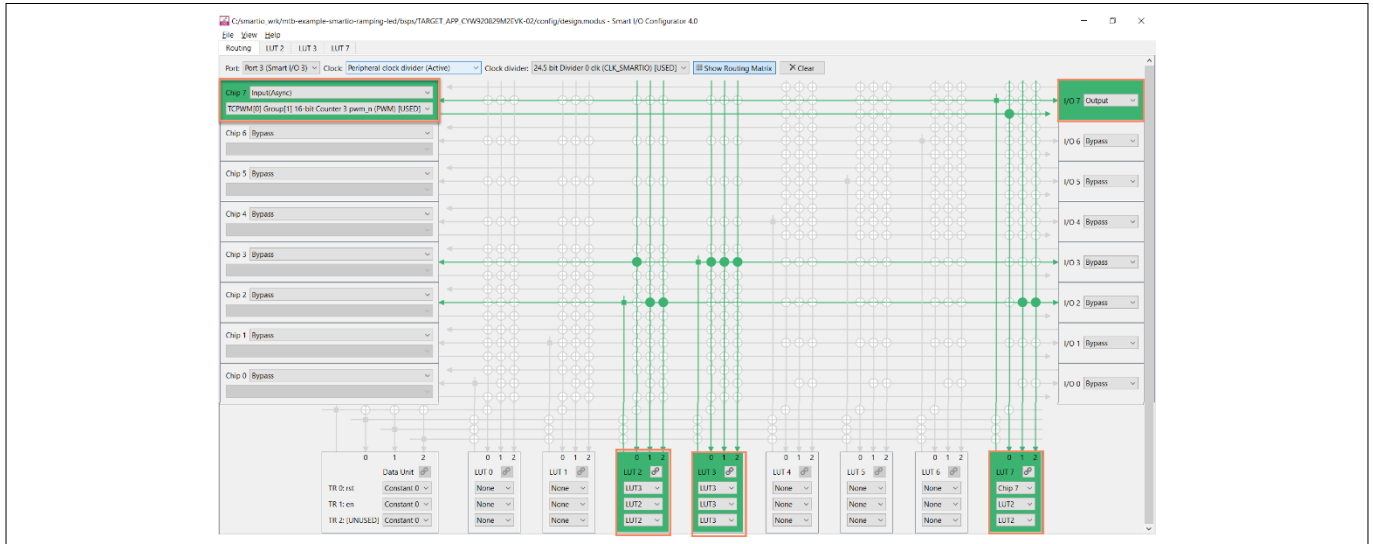 C:/smartio_wrk/mtb-example-smartio-ramping-led/bsps/TARGET_APP_CYW920829M2EVK-02/config/design.modus - Smart I/O Configurator 4.0
File View Help
Routing LUT 2 LUT 3 LUT 7
Port: Port 3 (Smart I/O 3) Clock: Peripheral clock divider (Active) Clock divider: 24.5 bit Divider 0 clk (CLK_SMARTIO) [USED] Show Routing Matrix Clear
Chip 7 Input(Async) I/O 7 Output
TCPWM[0] Group[1] 16-bit Counter 3 pwm_n (PWM) [USED]
Chip 6 Bypass I/O 6 Bypass
Chip 5 Bypass I/O 5 Bypass
Chip 4 Bypass I/O 4 Bypass
Chip 3 Bypass I/O 3 Bypass
Chip 2 Bypass I/O 2 Bypass
Chip 1 Bypass I/O 1 Bypass
Chip 0 Bypass I/O 0 Bypass
0 1 2 0 1 2 0 1 2 0 1 2 0 1 2 0 1 2 0 1 2 0 1 2 0 1 2
Data Unit LUT 0 LUT 1 LUT 2 LUT 3 LUT 4 LUT 5 LUT 6 LUT 7
TR 0: rst Constant 0 None None LUT3 LUT3 None None None Chip 7
TR 1: en Constant 0 None None LUT2 LUT3 None None None LUT2
TR 2: [UNUSED] Constant 0 None None LUT2 LUT3 None None None LUT2